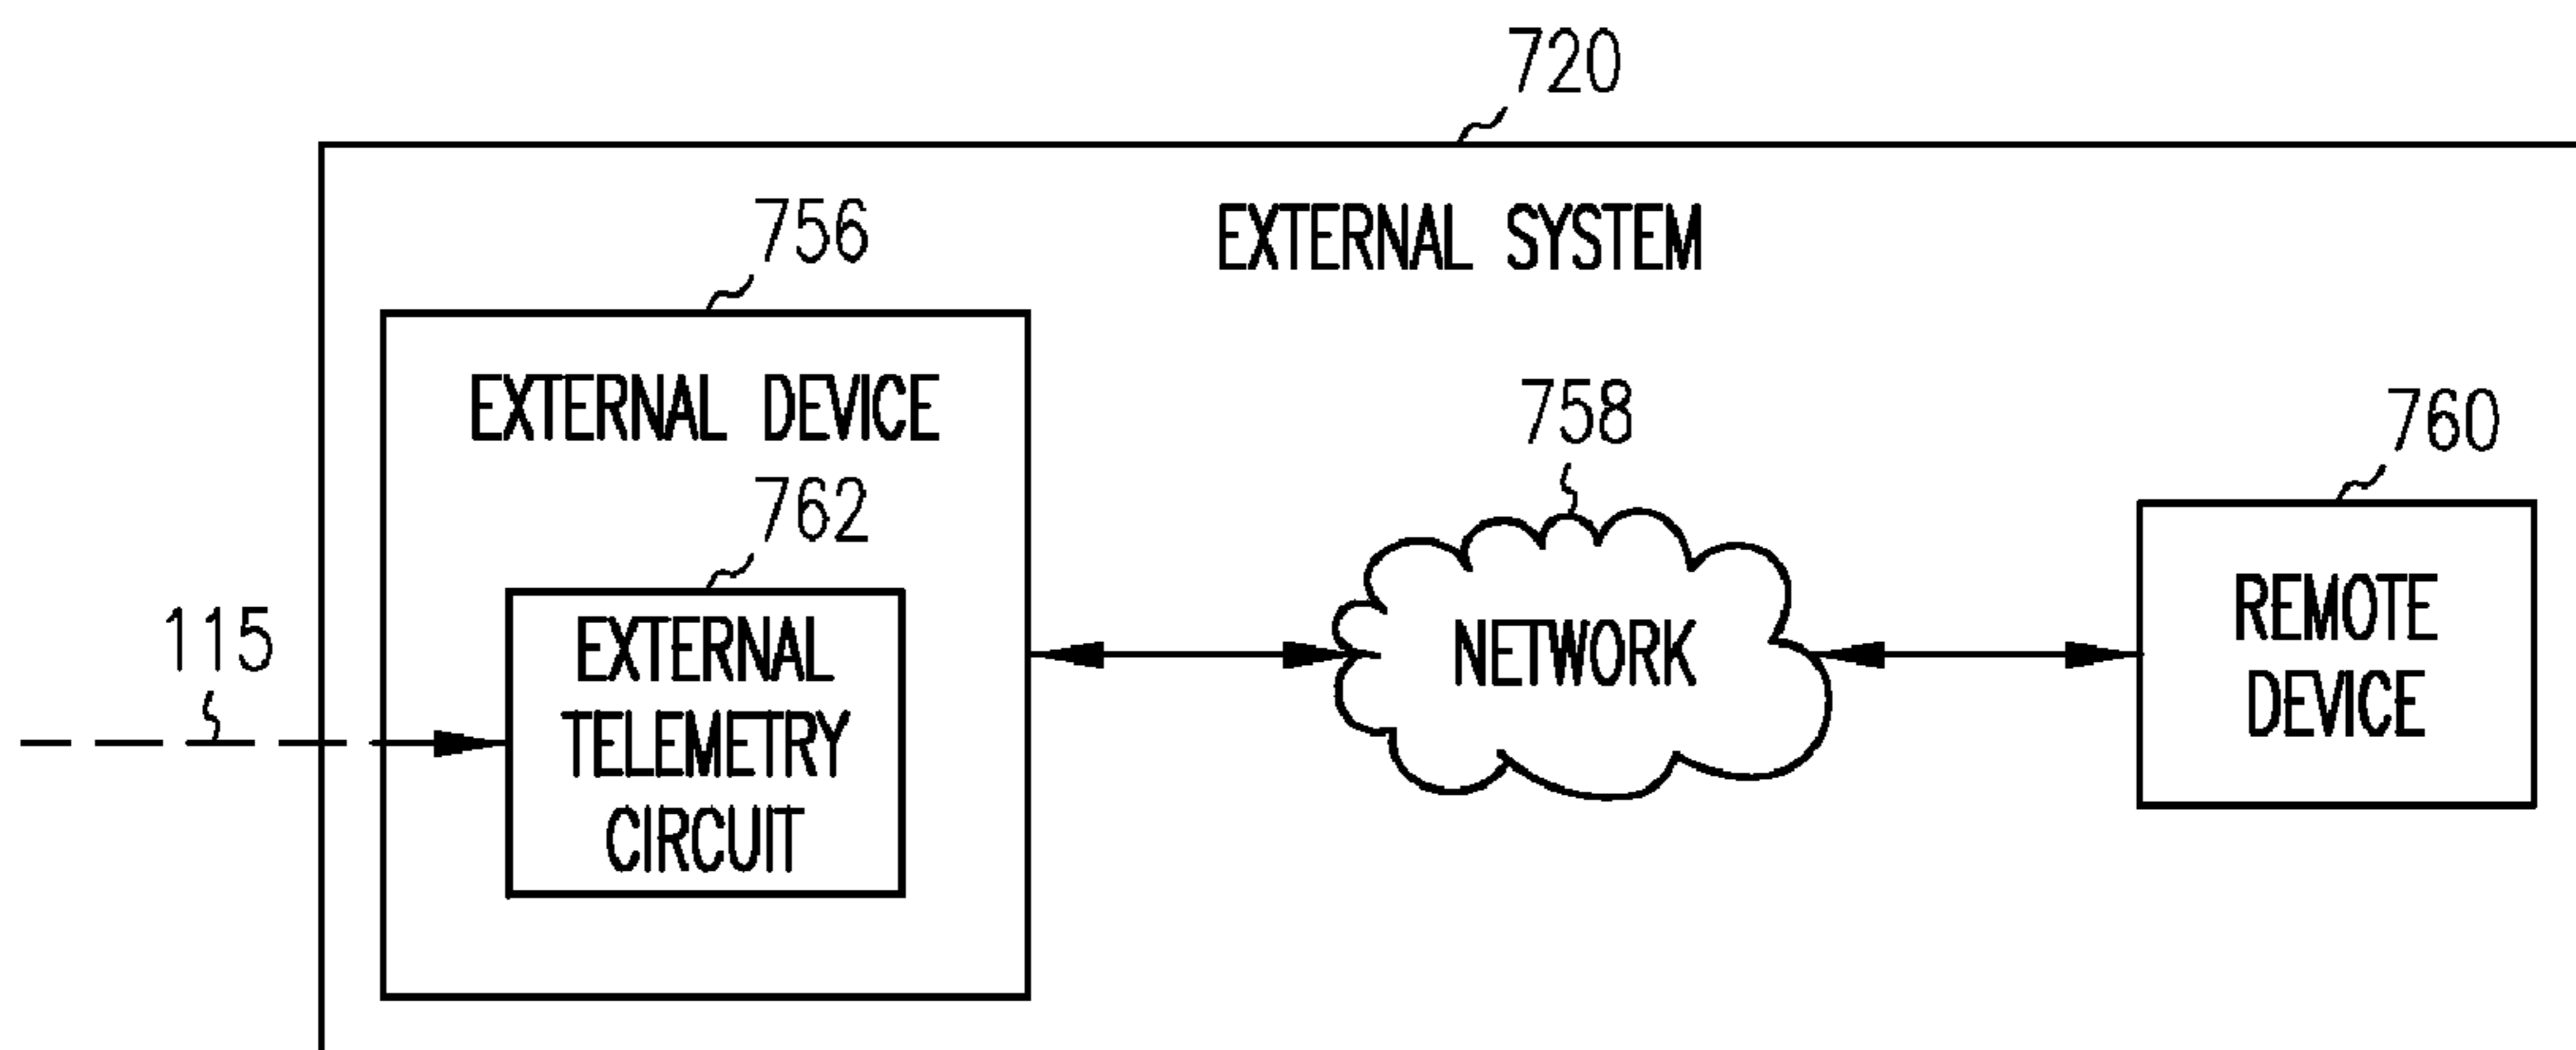 720
EXTERNAL SYSTEM
756
EXTERNAL DEVICE
762
EXTERNAL
TELEMETRY
CIRCUIT
115
758
NETWORK
760
REMOTE
DEVICE